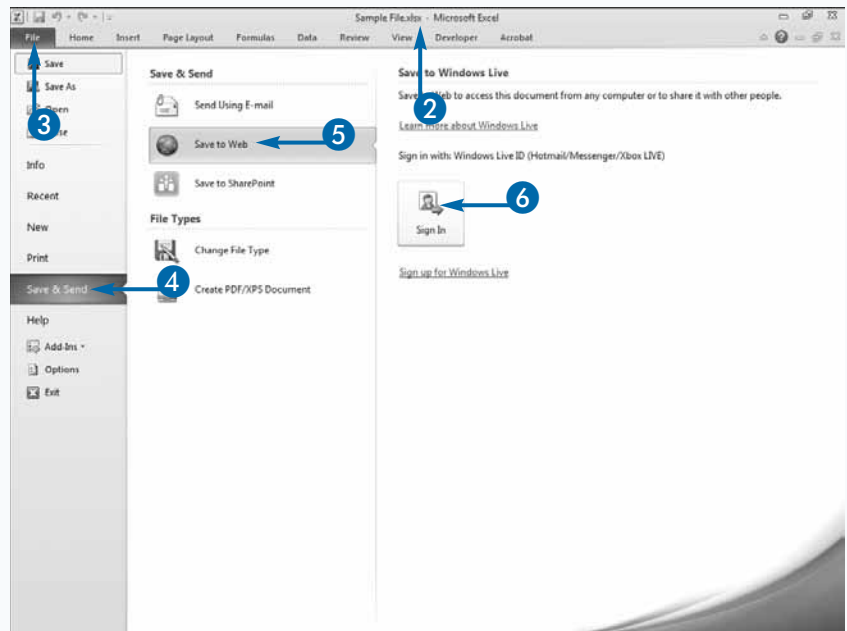 Sample File.xlsx - Microsoft Excel
File Home Insert Page Layout Formulas Data Review View Developer Acrobat
2
3
Save
Save As
Open
Info
Recent
New
Print
Save & Send
4
Help
Add-Ins
Options
Exit
Save & Send
Send Using E-mail
Save to Web
5
Save to SharePoint
File Types
Change File Type
Create PDF/XPS Document
Save to Windows Live
Save to Web to access this document from any computer or to share it with other people.
Learn more about Windows Live
Sign in with: Windows Live ID (Hotmail/Messenger/Xbox LIVE)
6
Sign In
Sign up for Windows Live